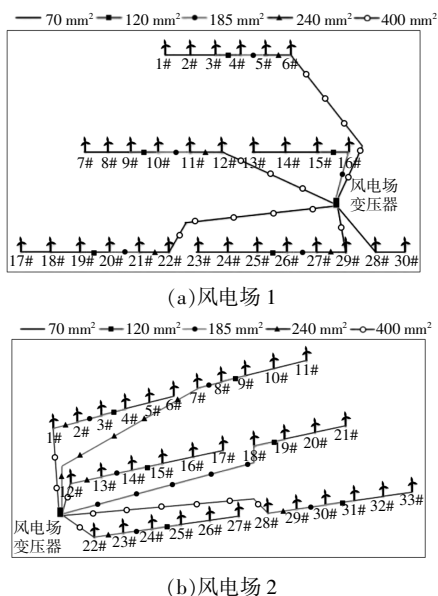 70 mm² 120 mm² 185 mm² 240 mm² 400 mm²
1# 2# 3# 4# 5# 6#
7# 8# 9# 10# 11# 12# 13# 14# 15# 16#
风电场
变压器
17# 18# 19# 20# 21# 22# 23# 24# 25# 26# 27# 29# 28# 30#
(a)风电场 1
70 mm² 120 mm² 185 mm² 240 mm² 400 mm²
1# 2# 3# 4# 5# 6# 7# 8# 9# 10# 11#
12# 13# 14# 15# 16# 17# 18# 19# 20# 21#
风电场
变压器
22# 23# 24# 25# 26# 27# 28# 29# 30# 31# 32# 33#
(b)风电场 2